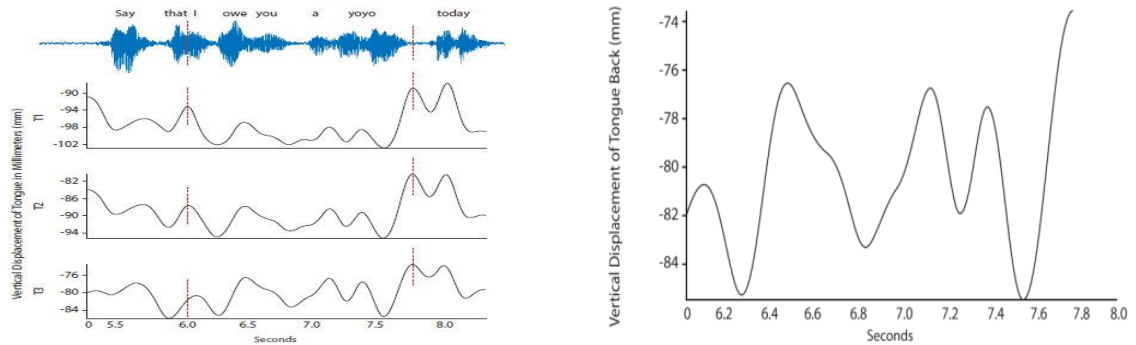 Say that I owe you a yoyo today
Vertical Displacement of Tongue in Millimeters (mm)
T1
-90
-94
-98
-102
T2
-82
-86
-90
-94
T3
-76
-80
-84
0 5.5 6.0 6.5 7.0 7.5 8.0
Seconds
Vertical Displacement of Tongue Back (mm)
-74
-76
-78
-80
-82
-84
0 6.2 6.4 6.6 6.8 7.0 7.2 7.4 7.6 7.8 8.0
Seconds